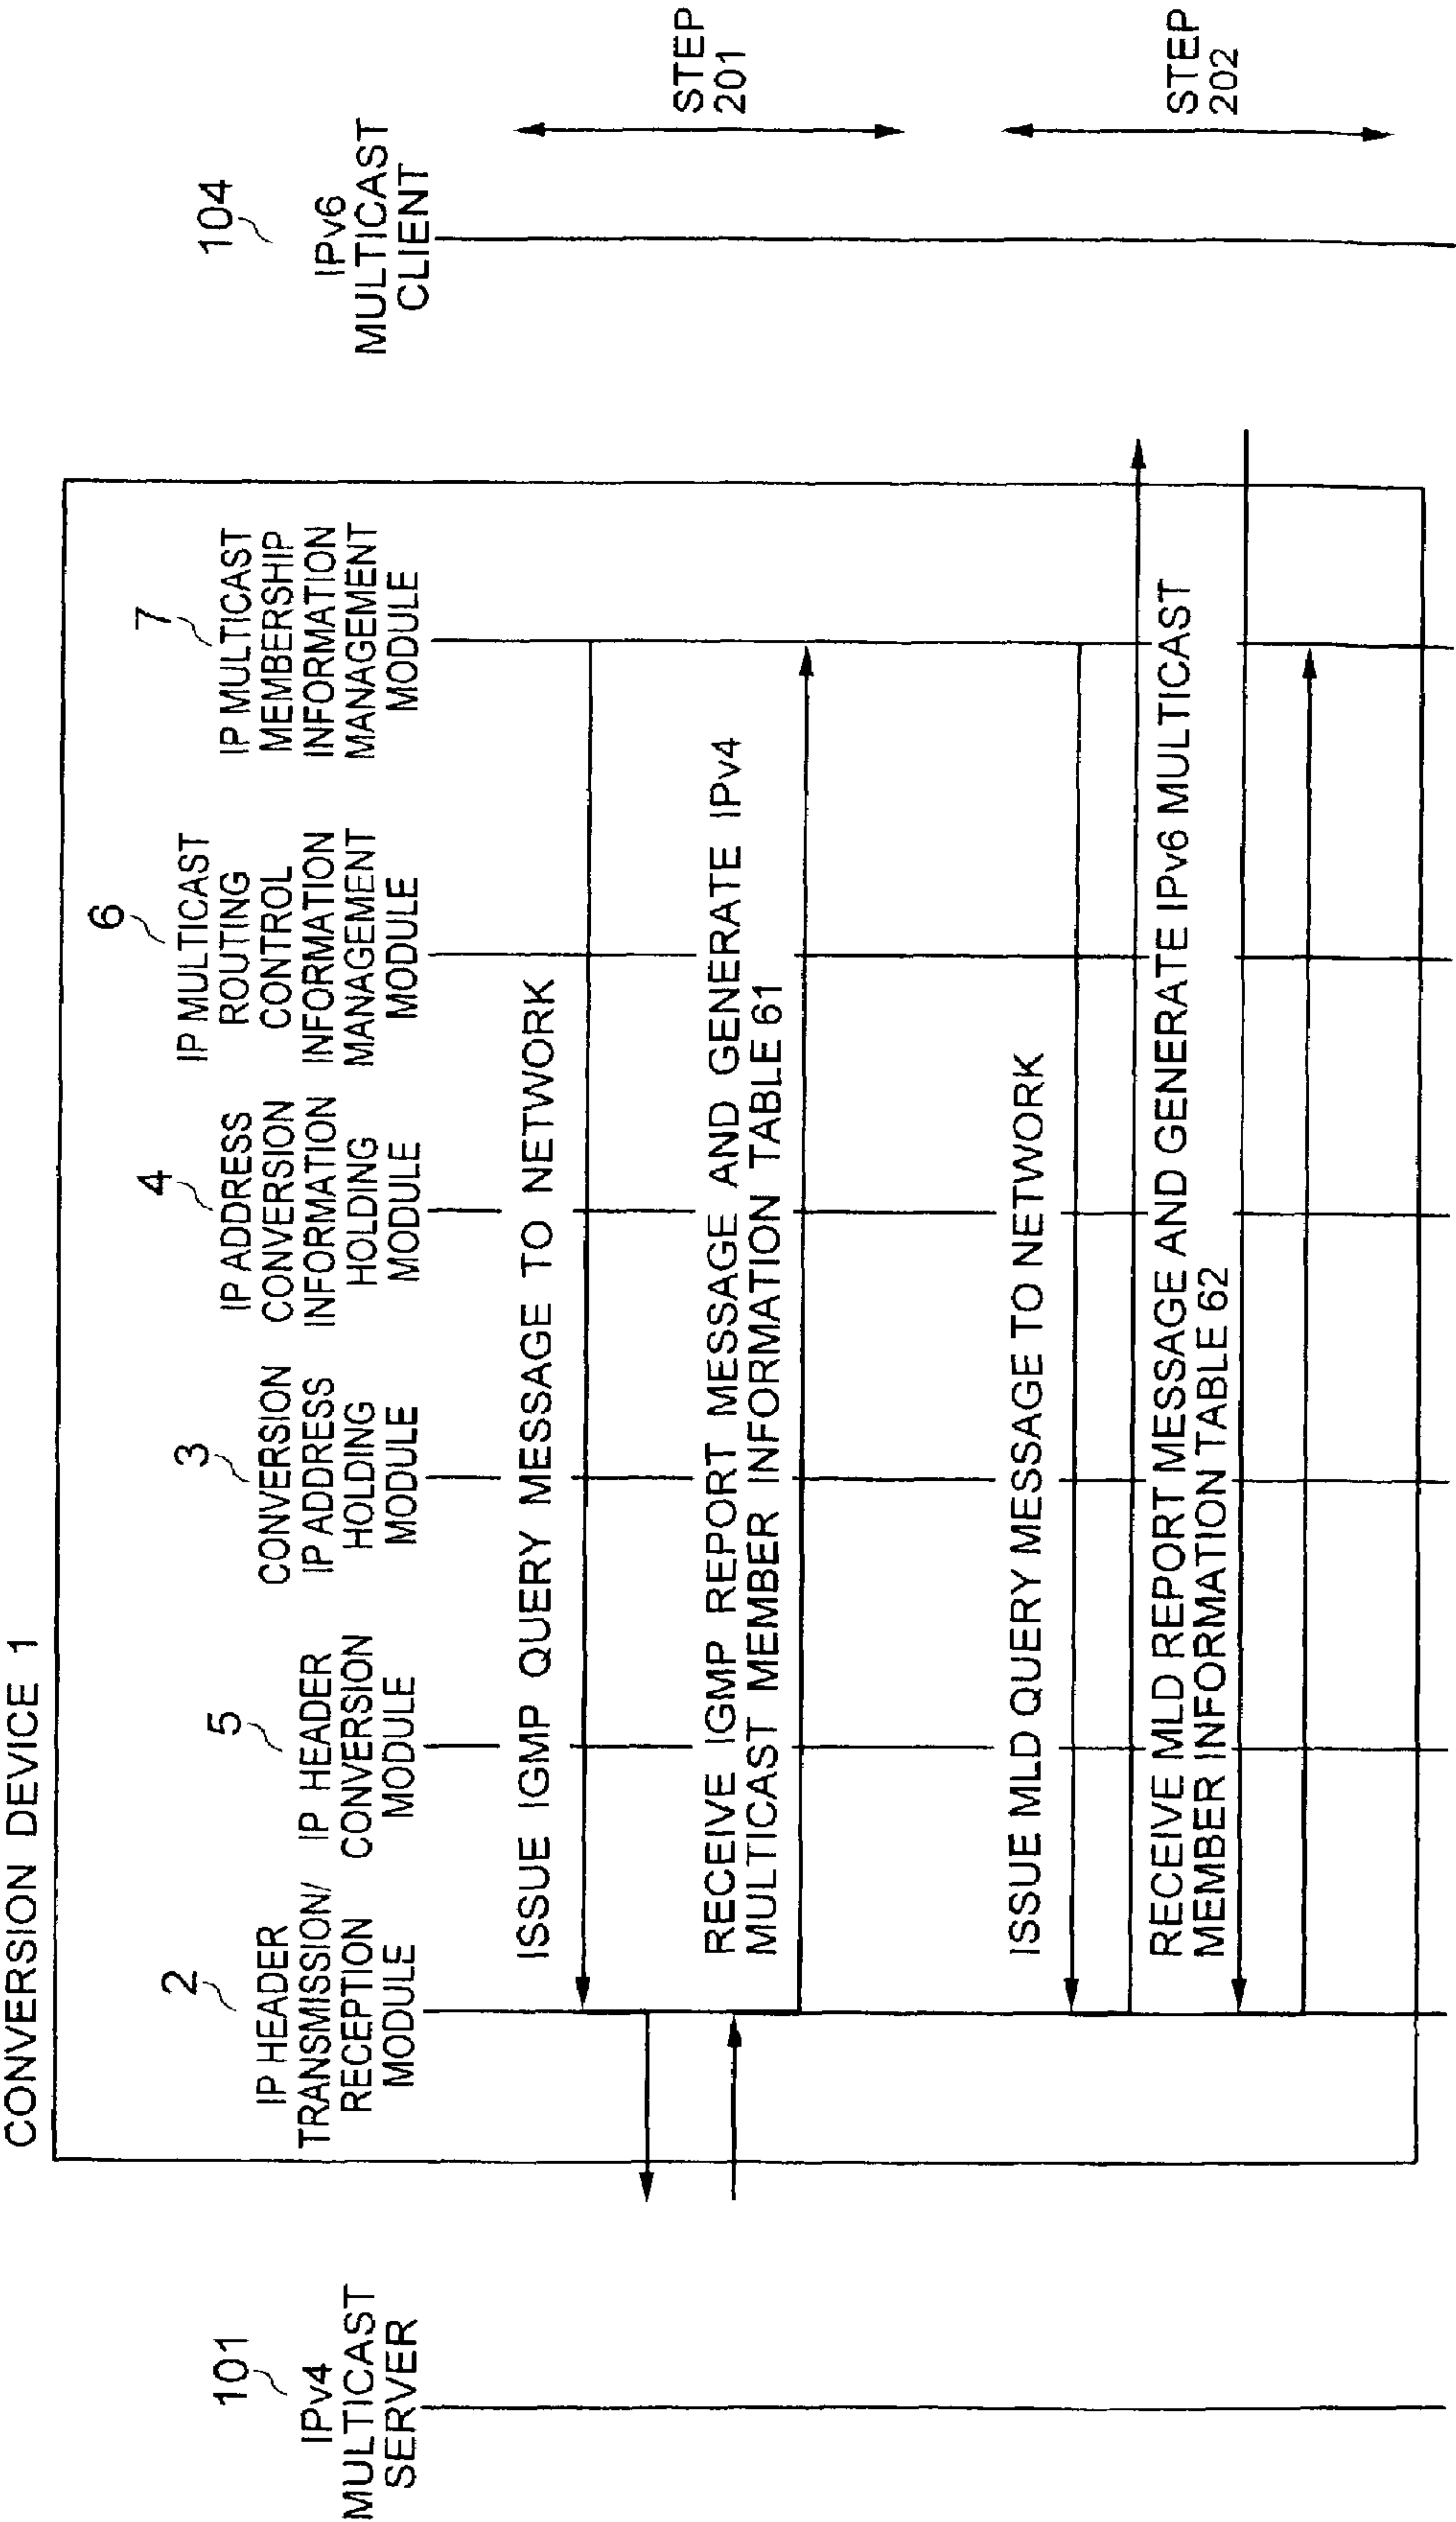 CONVERSION DEVICE 1
101
IPv4
MULTICAST
SERVER
2
IP HEADER
TRANSMISSION/
RECEPTION
MODULE
5
IP HEADER
CONVERSION
MODULE
3
CONVERSION
IP ADDRESS
HOLDING
MODULE
4
IP ADDRESS
CONVERSION
INFORMATION
HOLDING
MODULE
6
IP MULTICAST
ROUTING
CONTROL
INFORMATION
MANAGEMENT
MODULE
7
IP MULTICAST
MEMBERSHIP
INFORMATION
MANAGEMENT
MODULE
104
IPv6
MULTICAST
CLIENT
ISSUE IGMP QUERY MESSAGE TO NETWORK
RECEIVE IGMP REPORT MESSAGE AND GENERATE IPv4
MULTICAST MEMBER INFORMATION TABLE 61
STEP
201
ISSUE MLD QUERY MESSAGE TO NETWORK
RECEIVE MLD REPORT MESSAGE AND GENERATE IPv6 MULTICAST
MEMBER INFORMATION TABLE 62
STEP
202